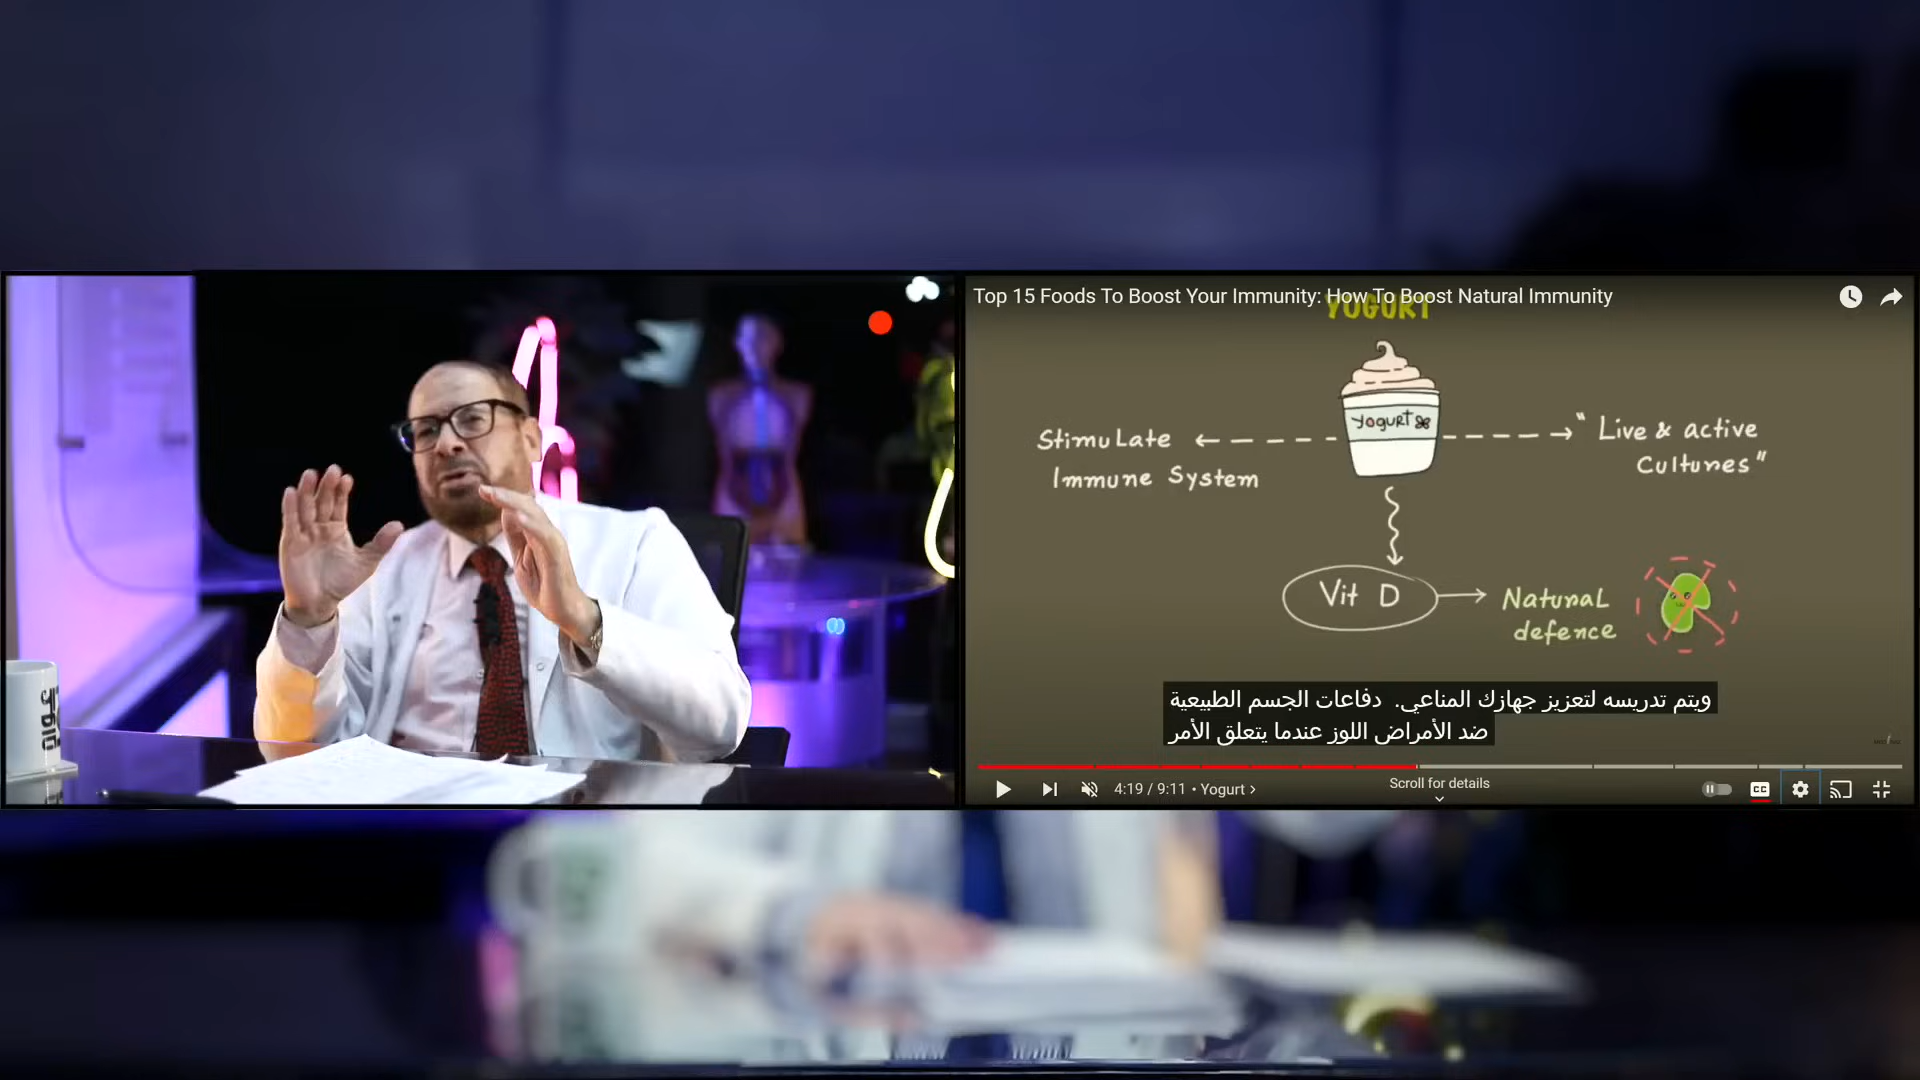 Top 15 Foods To Boost Your Immunity: How To Boost Natural Immunity
YOGURT
Yogurt
Stimulate
Immune System
"Live & active
Cultures"
Vit D
Natural
defence
ويتم تدريسه لتعزيز جهازك المناعي. دفاعات الجسم الطبيعية
ضد الأمراض اللوز عندما يتعلق الأمر
4:19 / 9:11 • Yogurt ›
Scroll for details
CC